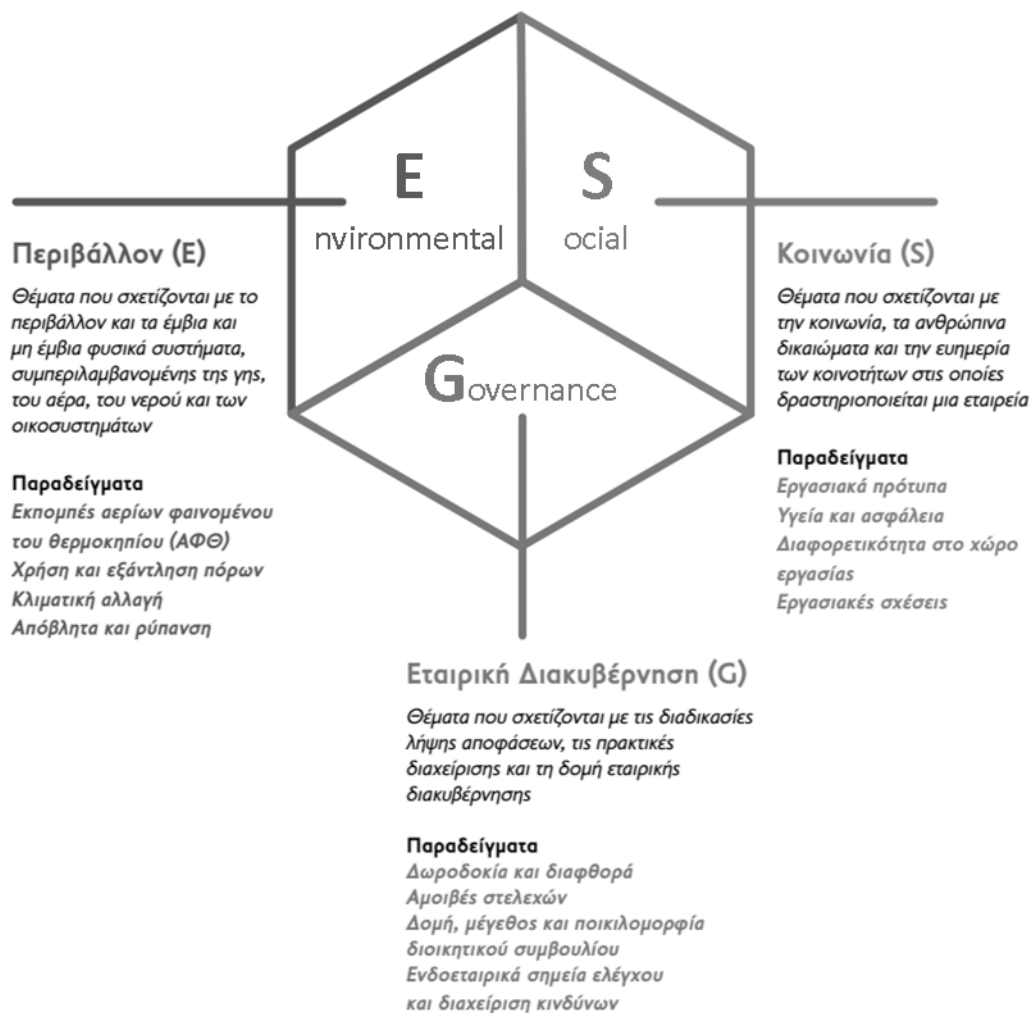 E
nvironmental
S
ocial
Governance
Περιβάλλον (E)
Θέματα που σχετίζονται με το
περιβάλλον και τα έμβια και
μη έμβια φυσικά συστήματα,
συμπεριλαμβανομένης της γης,
του αέρα, του νερού και των
οικοσυστημάτων
Παραδείγματα
Εκπομπές αερίων φαινομένου
του θερμοκηπίου (ΑΦΘ)
Χρήση και εξάντληση πόρων
Κλιματική αλλαγή
Απόβλητα και ρύπανση
Κοινωνία (S)
Θέματα που σχετίζονται με
την κοινωνία, τα ανθρώπινα
δικαιώματα και την ευημερία
των κοινοτήτων στις οποίες
δραστηριοποιείται μια εταιρεία
Παραδείγματα
Εργασιακά πρότυπα
Υγεία και ασφάλεια
Διαφορετικότητα στο χώρο
εργασίας
Εργασιακές σχέσεις
Εταιρική Διακυβέρνηση (G)
Θέματα που σχετίζονται με τις διαδικασίες
λήψης αποφάσεων, τις πρακτικές
διαχείρισης και τη δομή εταιρικής
διακυβέρνησης
Παραδείγματα
Δωροδοκία και διαφθορά
Αμοιβές στελεχών
Δομή, μέγεθος και ποικιλομορφία
διοικητικού συμβουλίου
Ενδοεταιρικά σημεία ελέγχου
και διαχείριση κινδύνων